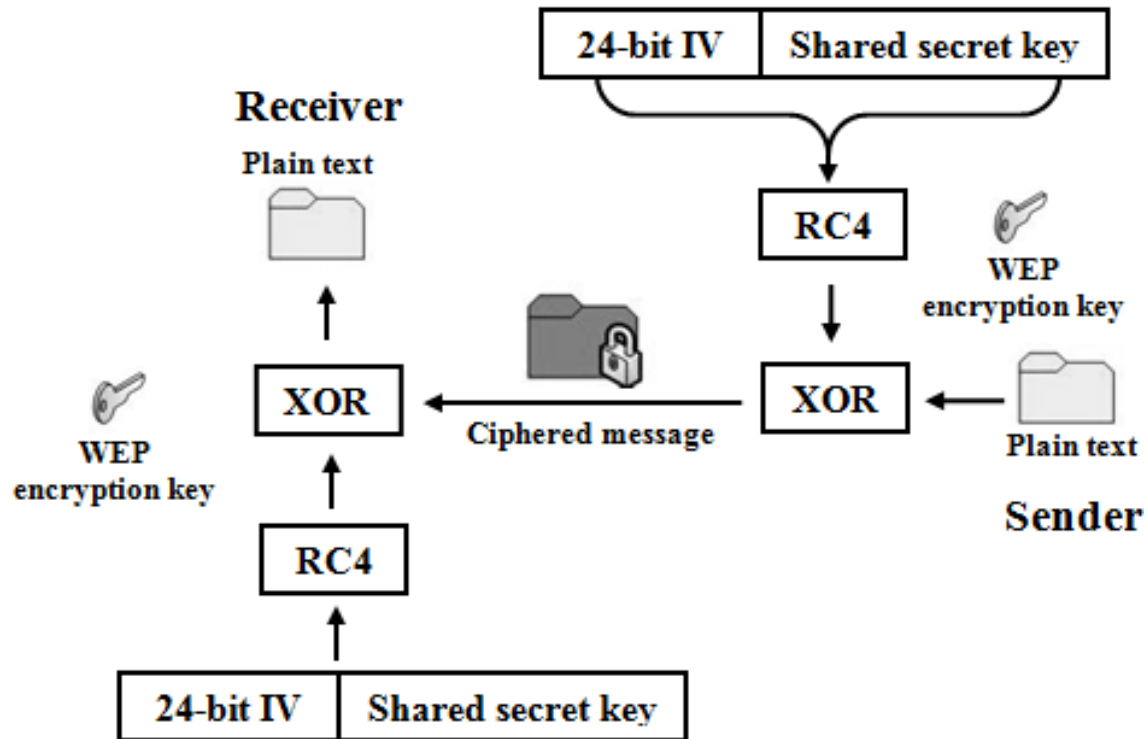 24-bit IV
Shared secret key
Receiver
Plain text
RC4
WEP
encryption key
XOR
Ciphered message
XOR
Plain text
WEP
encryption key
Sender
RC4
24-bit IV
Shared secret key